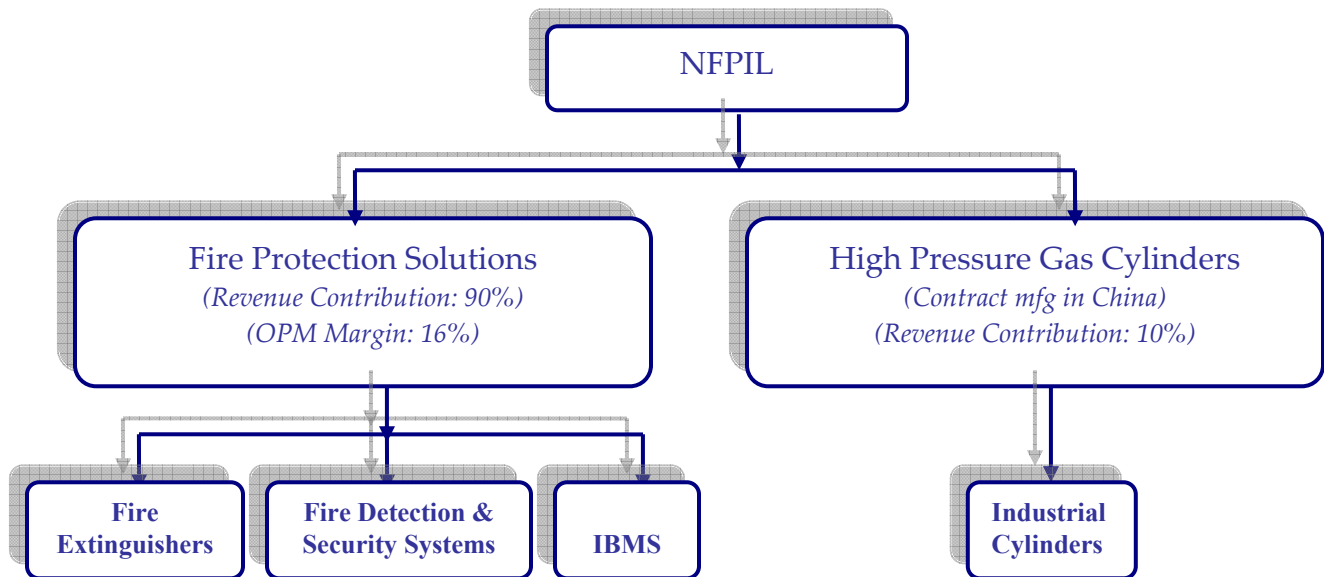 NFPIL
Fire Protection Solutions
(Revenue Contribution: 90%)
(OPM Margin: 16%)
High Pressure Gas Cylinders
(Contract mfg in China)
(Revenue Contribution: 10%)
Fire
Extinguishers
Fire Detection &
Security Systems
IBMS
Industrial
Cylinders